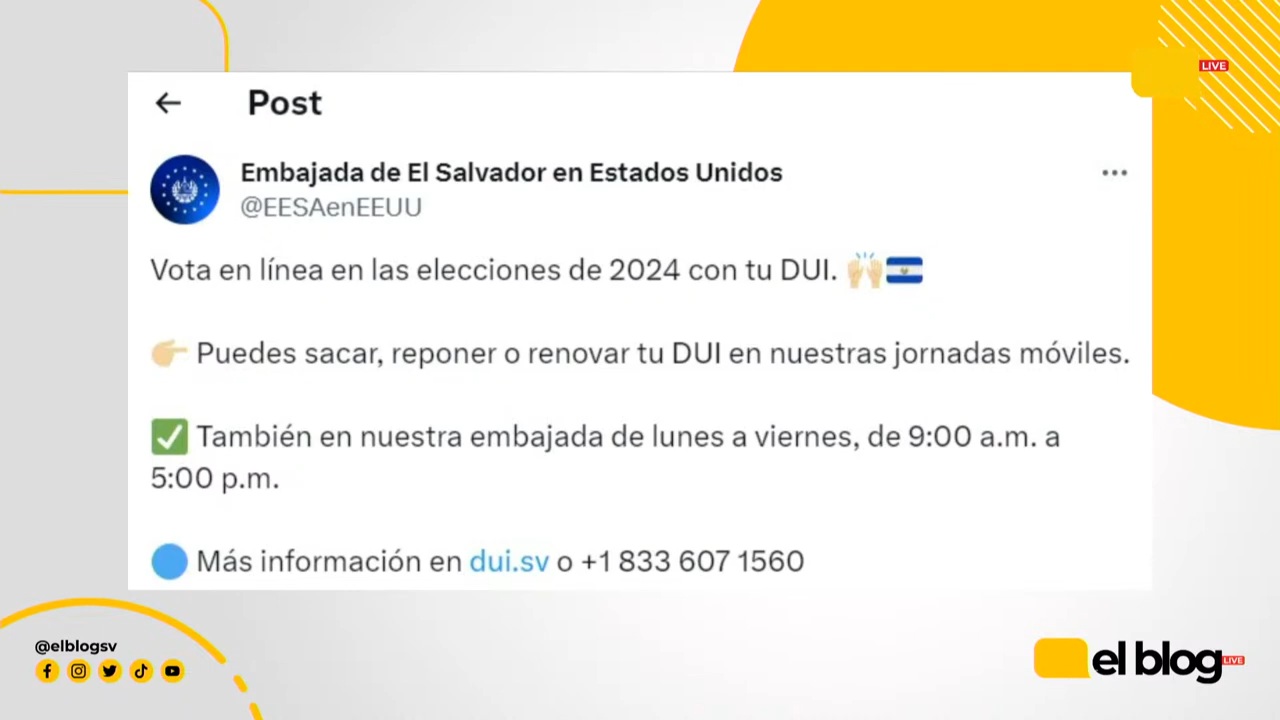 LIVE
Post
Embajada de El Salvador en Estados Unidos
@EESAenEEUU
Vota en línea en las elecciones de 2024 con tu DUI. 🙌🏼🇸🇻
👉🏼 Puedes sacar, reponer o renovar tu DUI en nuestras jornadas móviles.
✅ También en nuestra embajada de lunes a viernes, de 9:00 a.m. a
5:00 p.m.
🔵 Más información en dui.sv o +1 833 607 1560
@elblogsv
el blog LIVE